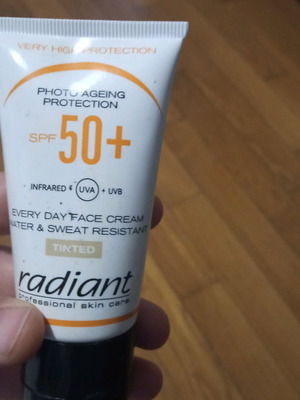 VERY HIGH PROTECTION
PHOTO AGEING
PROTECTION
SPF 50+
INFRARED + UVA + UVB
EVERY DAY FACE CREAM
WATER & SWEAT RESISTANT
TINTED
radiant
professional skin care